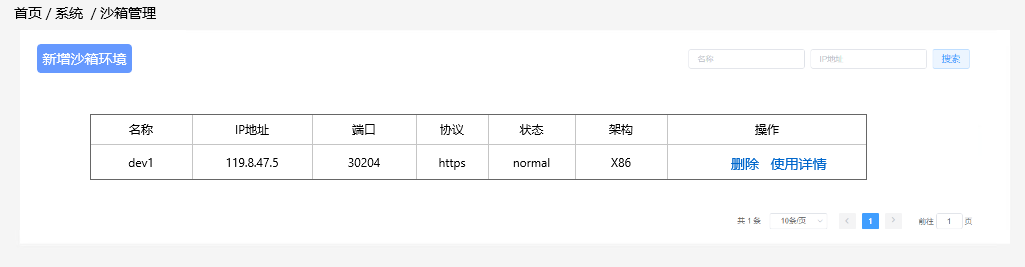 首页 / 系统 / 沙箱管理
新增沙箱环境 名称 IP地址 搜索
名称 IP地址 端口 协议 状态 架构 操作
dev1 119.8.47.5 30204 https normal X86 删除 使用详情
共 1 条 10条/页 < 1 > 前往 1 页